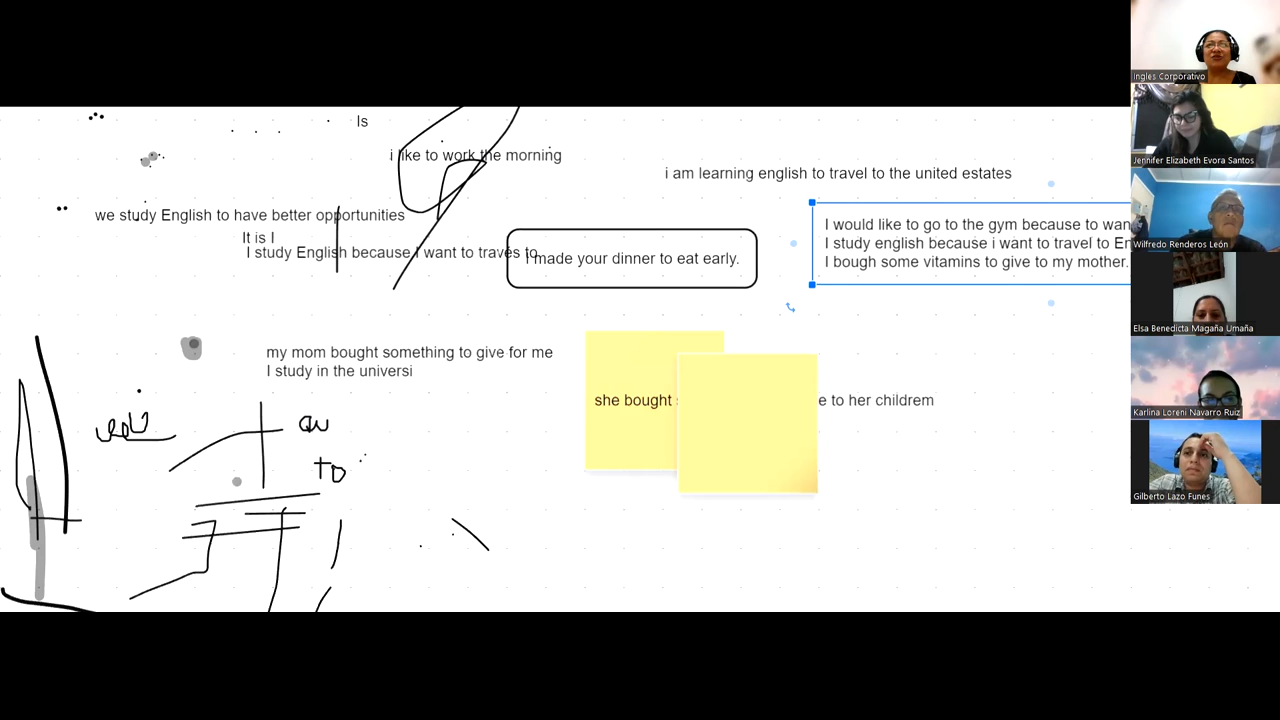 Is
i like to work the morning
i am learning english to travel to the united estates
we study English to have better opportunities
It is I
I study English because I want to traves to
I made your dinner to eat early.
I would like to go to the gym because to wan
I study english because i want to travel to En
I bough some vitamins to give to my mother.
my mom bought something to give for me
I study in the universi
she bought
e to her childrem
to
Ingles Corporativo
Jennifer Elizabeth Evora Santos
Wilfredo Renderos León
Elsa Benedicta Magaña Umaña
Karlina Loreni Navarro Ruiz
Gilberto Lazo Funes